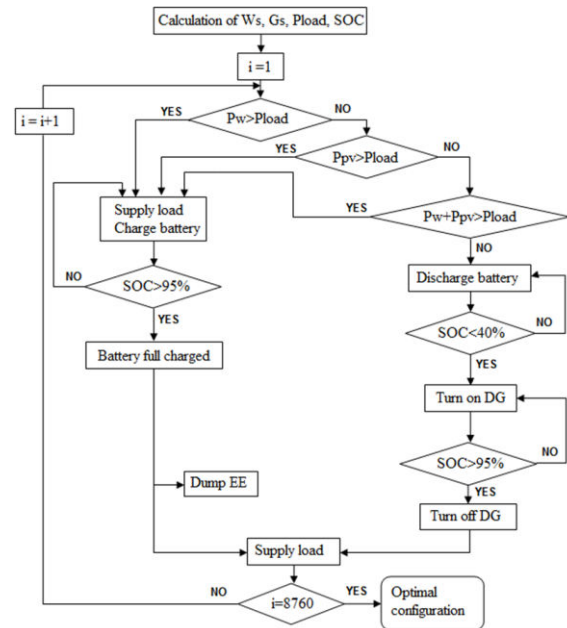 Calculation of Ws, Gs, Pload, SOC
i =1
i = i+1
YES
Pw>Pload
NO
YES
Ppv>Pload
NO
Supply load
Charge battery
YES
Pw+Ppv>Pload
NO
NO
SOC>95%
YES
Discharge battery
Battery full charged
SOC<40%
NO
YES
Turn on DG
NO
SOC>95%
YES
Dump EE
Turn off DG
Supply load
NO
i=8760
YES
Optimal
configuration